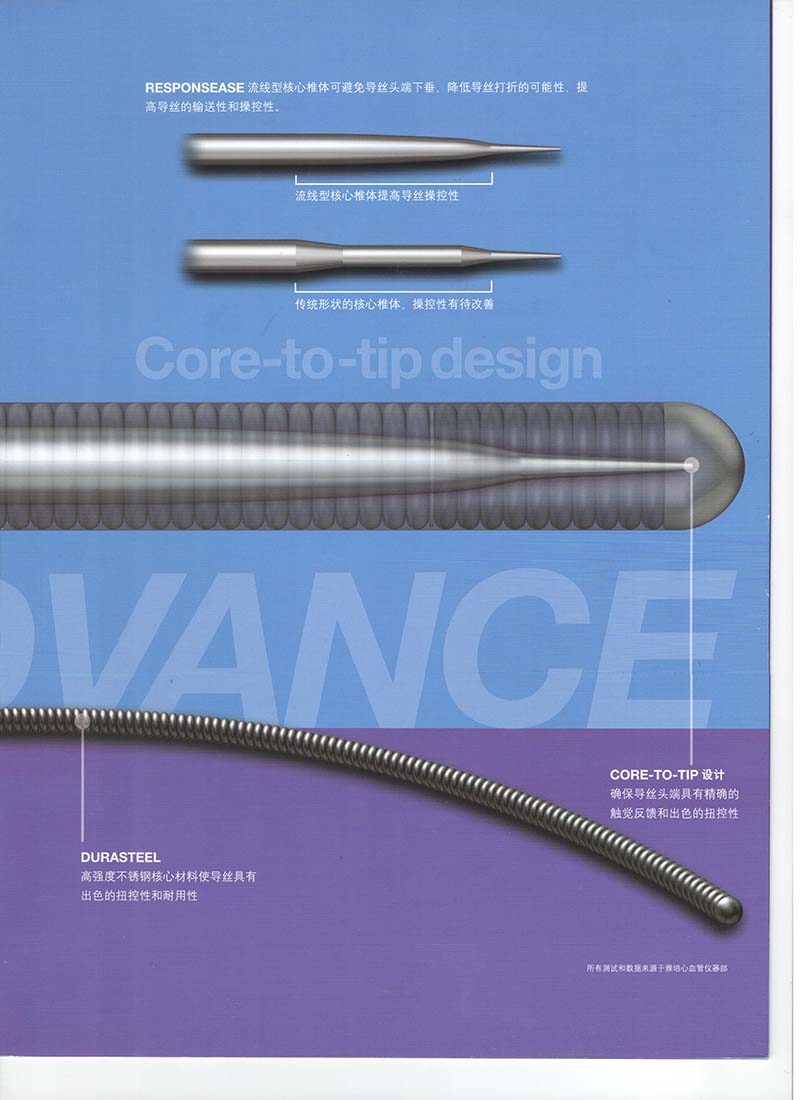 RESPONSEASE 流线型核心椎体可避免导丝头端下垂、降低导丝打折的可能性、提
高导丝的输送性和操控性。
流线型核心椎体提高导丝操控性
传统形状的核心椎体、操控性有待改善
Core-to-tip design
DVANCE
CORE-TO-TIP 设计
确保导丝头端具有精确的
触觉反馈和出色的扭控性
DURASTEEL
高强度不锈钢核心材料使导丝具有
出色的扭控性和耐用性
所有测试和数据来源于雅培心血管仪器部